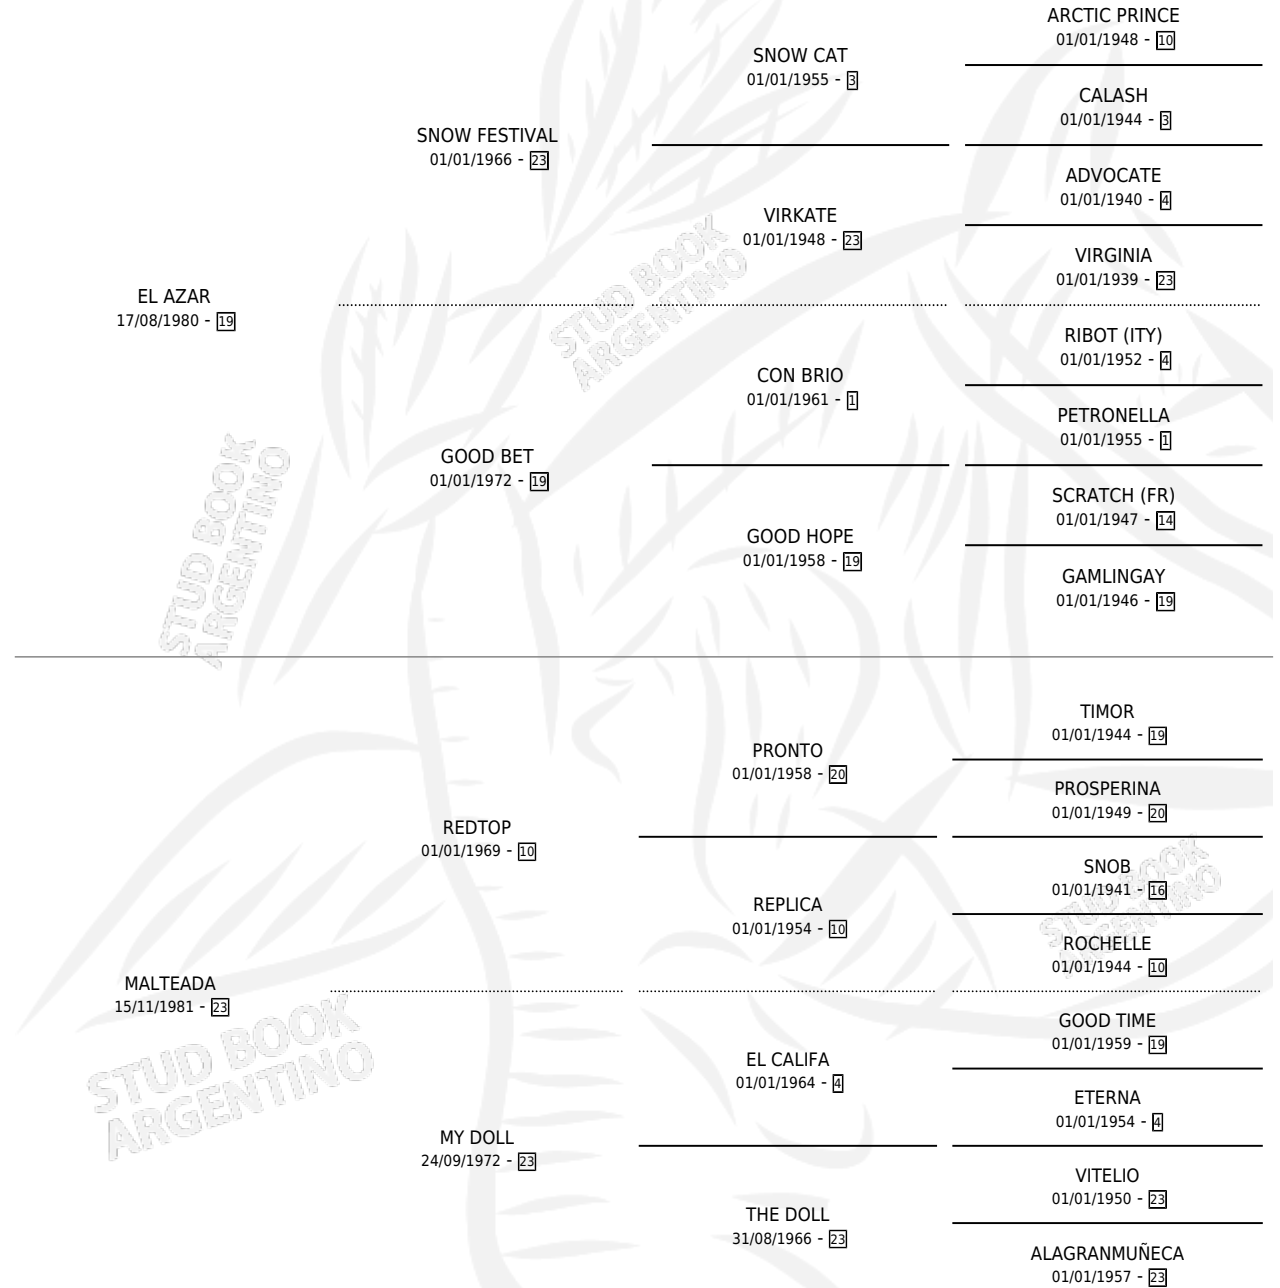 ARCTIC PRINCE
01/01/1948 - 10
SNOW CAT
01/01/1955 - 3
CALASH
01/01/1944 - 3
SNOW FESTIVAL
01/01/1966 - 23
ADVOCATE
01/01/1940 - 4
VIRKATE
01/01/1948 - 23
VIRGINIA
01/01/1939 - 23
EL AZAR
17/08/1980 - 19
RIBOT (ITY)
01/01/1952 - 4
CON BRIO
01/01/1961 - 1
PETRONELLA
01/01/1955 - 1
GOOD BET
01/01/1972 - 19
SCRATCH (FR)
01/01/1947 - 14
GOOD HOPE
01/01/1958 - 19
GAMLINGAY
01/01/1946 - 19
TIMOR
01/01/1944 - 19
PRONTO
01/01/1958 - 20
PROSPERINA
01/01/1949 - 20
REDTOP
01/01/1969 - 10
SNOB
01/01/1941 - 16
REPLICA
01/01/1954 - 10
ROCHELLE
01/01/1944 - 10
MALTEADA
15/11/1981 - 23
GOOD TIME
01/01/1959 - 19
EL CALIFA
01/01/1964 - 4
ETERNA
01/01/1954 - 4
MY DOLL
24/09/1972 - 23
VITELIO
01/01/1950 - 23
THE DOLL
31/08/1966 - 23
ALAGRANMUÑECA
01/01/1957 - 23
STUD BOOK
ARGENTINO
STUD BOOK
ARGENTINO
STUD BOOK
ARGENTINO
STUD BOOK
ARGENTINO